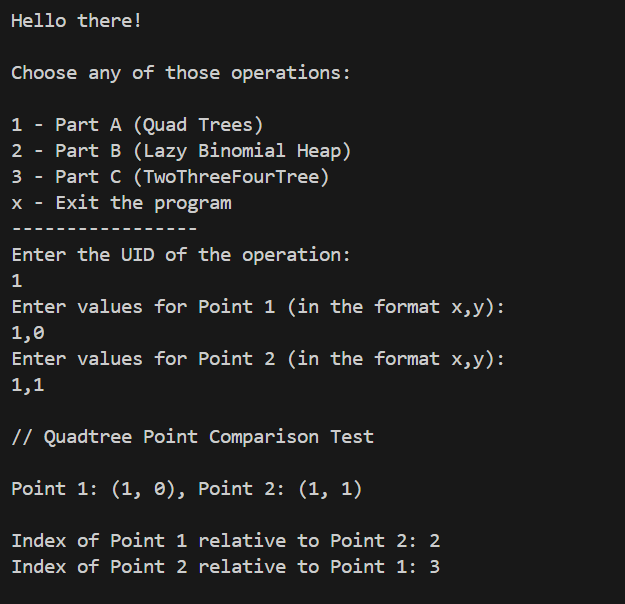 Hello there!
Choose any of those operations:
1 - Part A (Quad Trees)
2 - Part B (Lazy Binomial Heap)
3 - Part C (TwoThreeFourTree)
x - Exit the program
-----------------
Enter the UID of the operation:
1
Enter values for Point 1 (in the format x,y):
1,0
Enter values for Point 2 (in the format x,y):
1,1
// Quadtree Point Comparison Test
Point 1: (1, 0), Point 2: (1, 1)
Index of Point 1 relative to Point 2: 2
Index of Point 2 relative to Point 1: 3